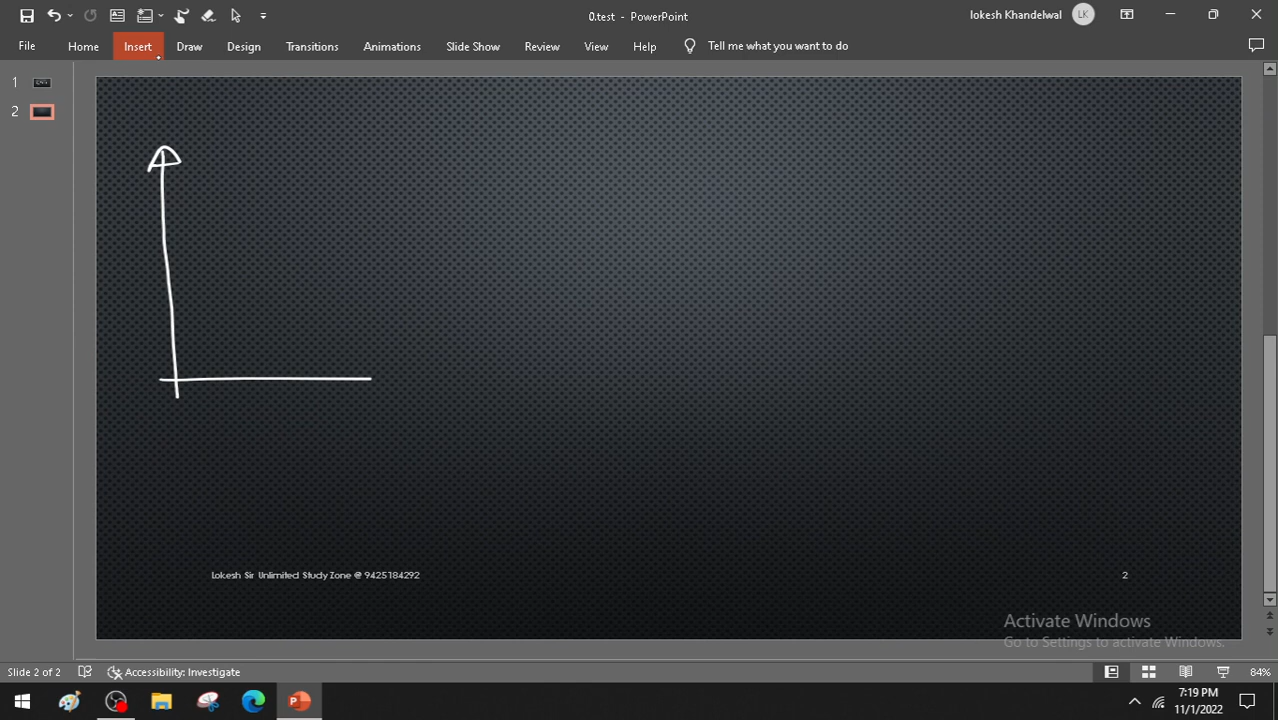 0.test - PowerPoint
lokesh Khandelwal
LK
File
Home
Insert
Draw
Design
Transitions
Animations
Slide Show
Review
View
Help
Tell me what you want to do
1
2
Lokesh Sir Unlimited Study Zone @ 9425184292
2
Activate Windows
Go to Settings to activate Windows.
Slide 2 of 2
Accessibility: Investigate
84%
7:19 PM
11/1/2022